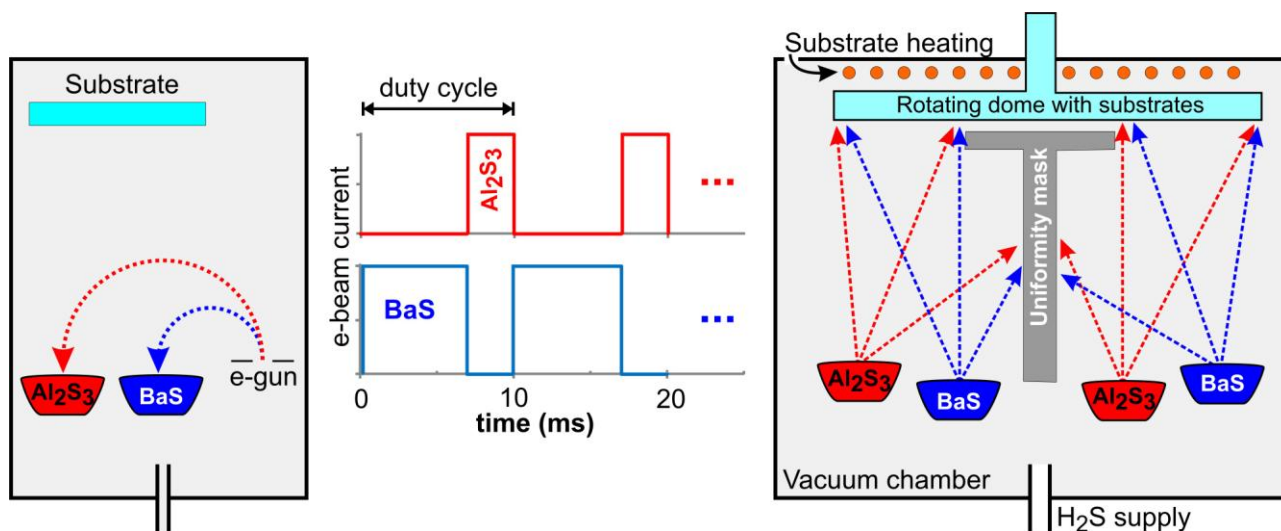 Substrate
Al2S3
BaS
e-gun
duty cycle
e-beam current
Al2S3
...
BaS
...
0
10
20
time (ms)
Substrate heating
Rotating dome with substrates
Uniformity mask
Al2S3
BaS
Al2S3
BaS
Vacuum chamber
H2S supply